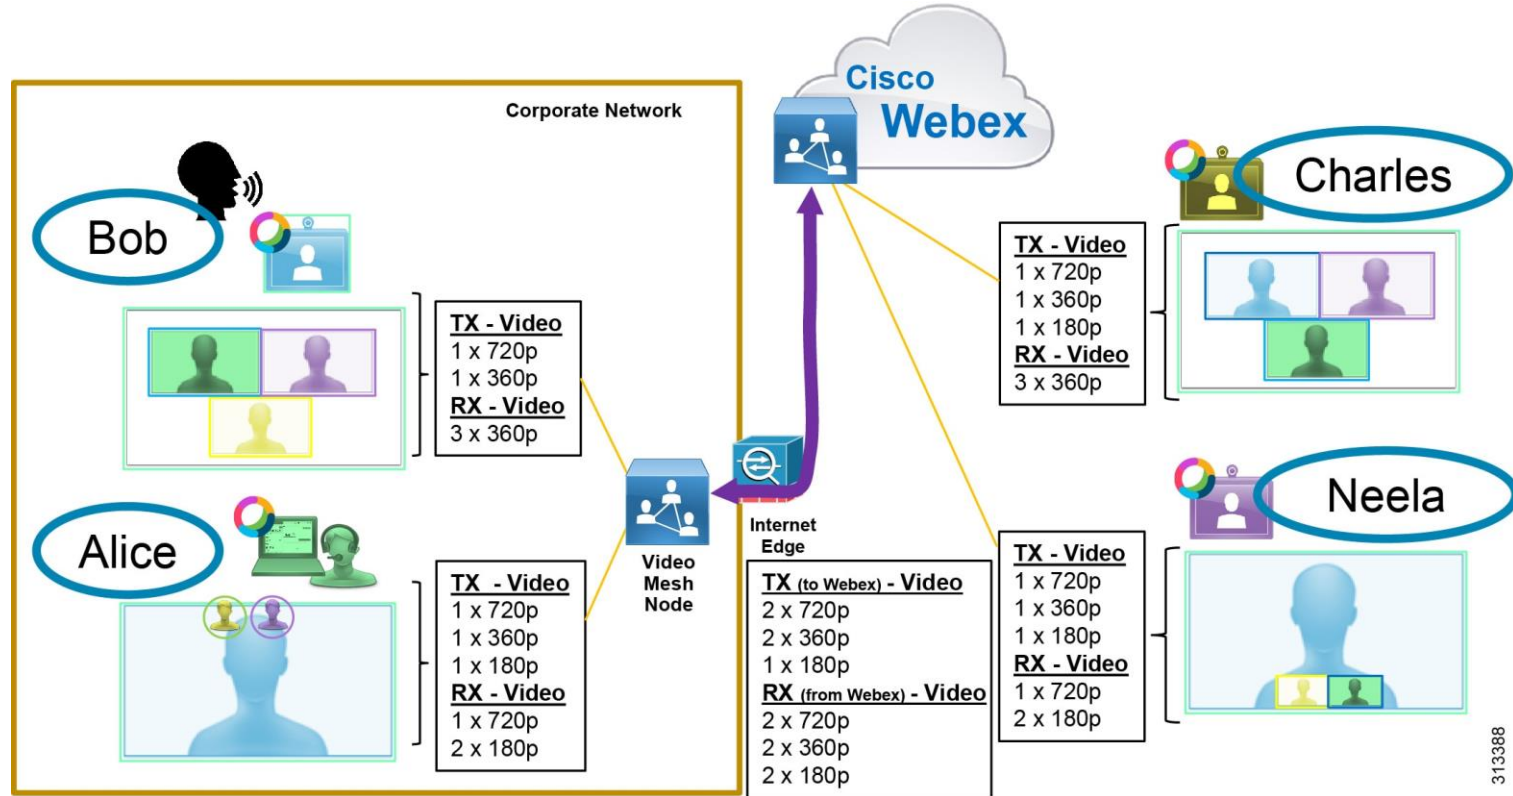 Cisco
Webex
Corporate Network
Bob
TX - Video
1 x 720p
1 x 360p
RX - Video
3 x 360p
Alice
TX - Video
1 x 720p
1 x 360p
1 x 180p
RX - Video
1 x 720p
2 x 180p
Video
Mesh
Node
Internet
Edge
TX (to Webex) - Video
2 x 720p
2 x 360p
1 x 180p
RX (from Webex) - Video
2 x 720p
2 x 360p
2 x 180p
Charles
TX - Video
1 x 720p
1 x 360p
1 x 180p
RX - Video
3 x 360p
Neela
TX - Video
1 x 720p
1 x 360p
1 x 180p
RX - Video
1 x 720p
2 x 180p
313388